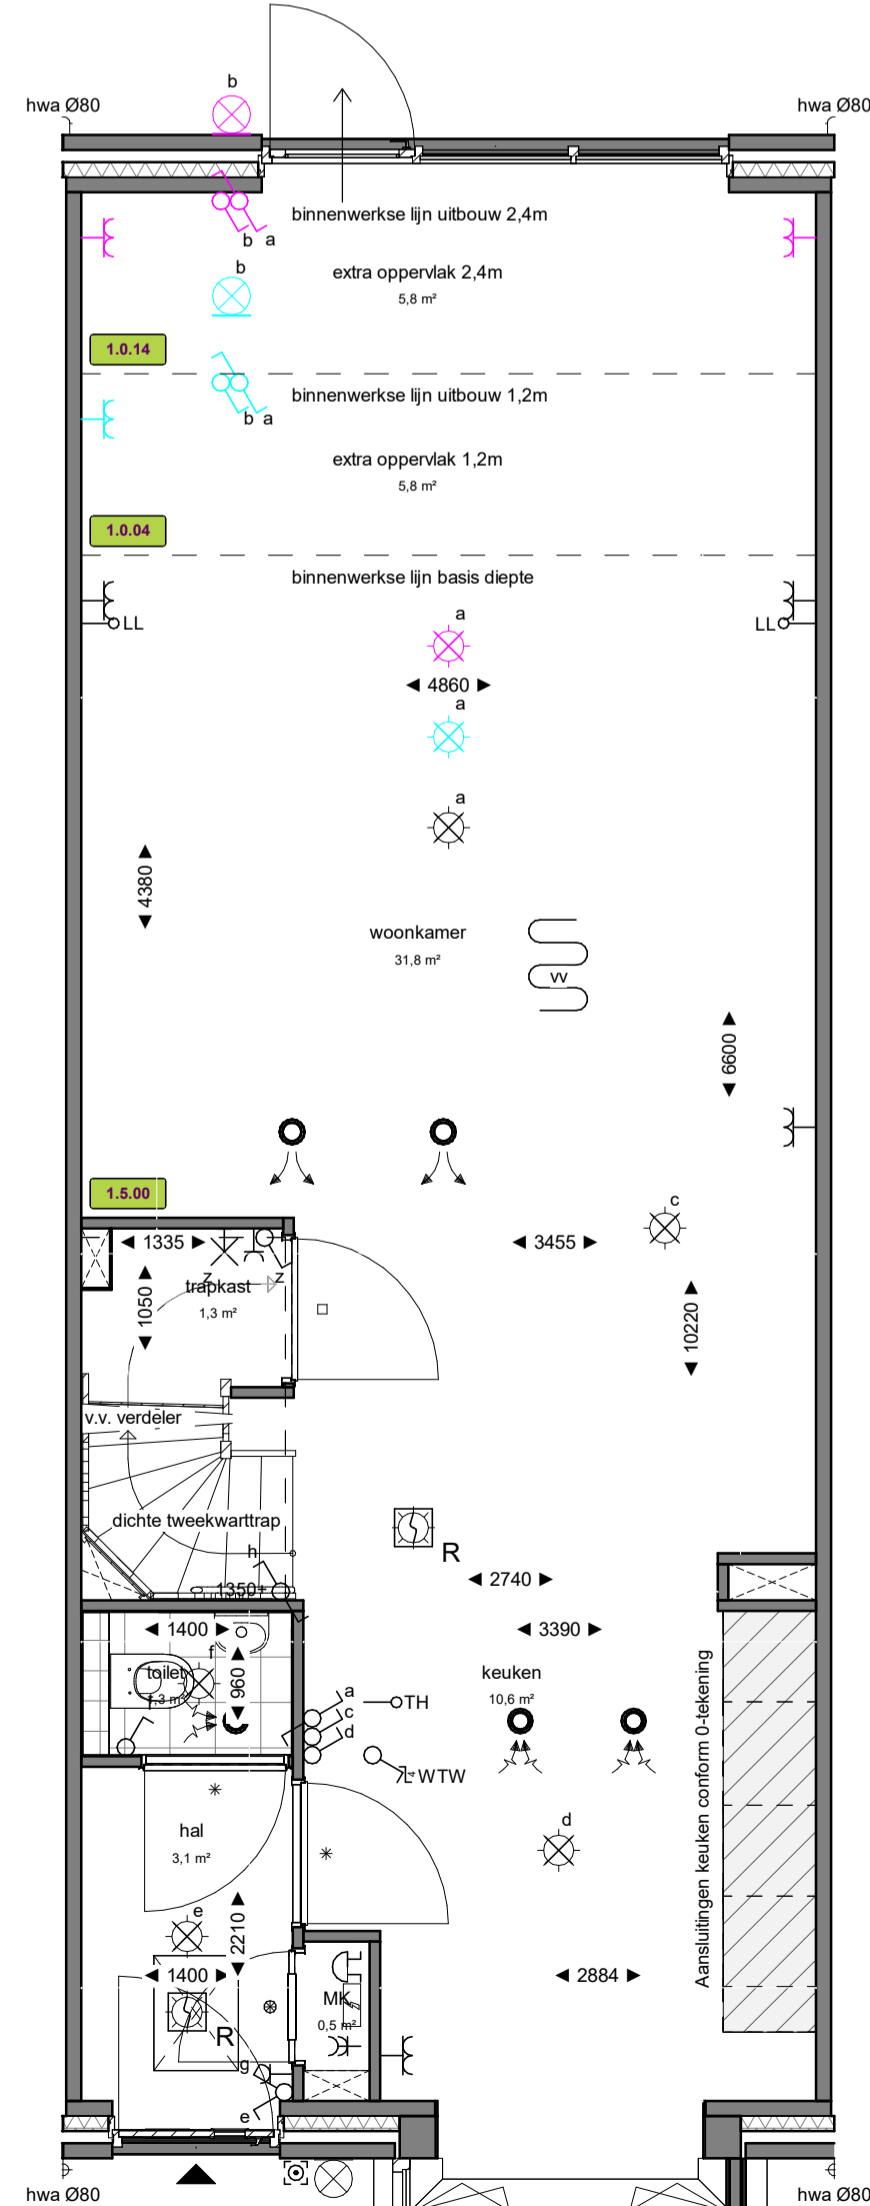 b
hwa Ø80
hwa Ø80
binnenwerkse lijn uitbouw 2,4m
b a
b
extra oppervlak 2,4m
5,8 m²
1.0.14
binnenwerkse lijn uitbouw 1,2m
b a
extra oppervlak 1,2m
5,8 m²
1.0.04
binnenwerkse lijn basis diepte
LL
LL
a
4860
a
a
4380
woonkamer
31,8 m²
vv
6600
1.5.00
c
1335
3455
z
z
trapkast
1,3 m²
1050
10220
v.v. verdeler
dichte tweekwarttrap
h
R
1350+
2740
1400
3390
f
toilet
1,3 m²
960
keuken
10,6 m²
a
TH
c
d
WTW
Aansluitingen keuken conform 0-tekening
hal
3,1 m²
d
e
2210
1400
2884
MK
0,5 m²
R
g
e
hwa Ø80
hwa Ø80